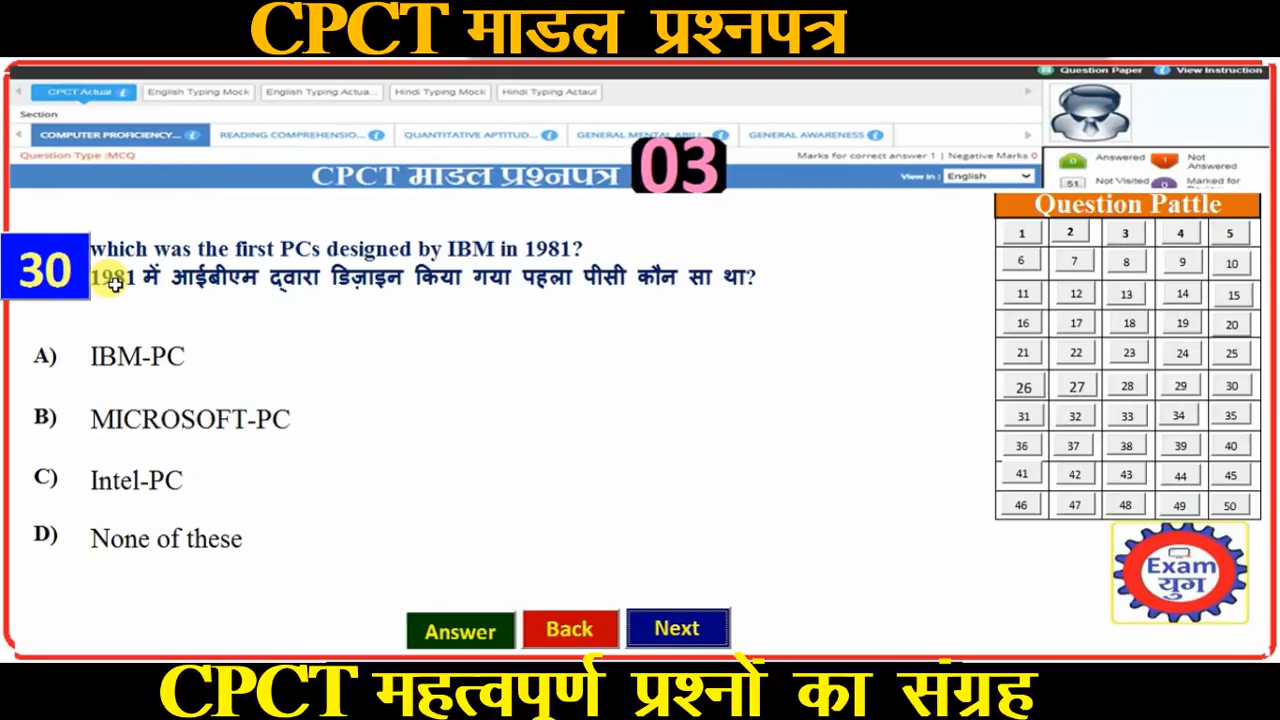 CPCT माडल प्रश्नपत्र
Question Paper View Instruction
CPCT Actual English Typing Mock English Typing Actua... Hindi Typing Mock Hindi Typing Actaul
Section
COMPUTER PROFICIENCY... READING COMPREHENSIO... QUANTITATIVE APTITUD... GENERAL MENTAL ABILI... GENERAL AWARENESS
Question Type :MCQ Marks for correct answer 1 | Negative Marks 0
CPCT माडल प्रश्नपत्र 03 View in : English
0 Answered 1 Not Answered
51 Not Visited 0 Marked for
Question Pattle
30 which was the first PCs designed by IBM in 1981?
1981 में आईबीएम द्वारा डिज़ाइन किया गया पहला पीसी कौन सा था?
A) IBM-PC
B) MICROSOFT-PC
C) Intel-PC
D) None of these
1 2 3 4 5
6 7 8 9 10
11 12 13 14 15
16 17 18 19 20
21 22 23 24 25
26 27 28 29 30
31 32 33 34 35
36 37 38 39 40
41 42 43 44 45
46 47 48 49 50
Exam
युग
Answer Back Next
CPCT महत्वपूर्ण प्रश्नों का संग्रह